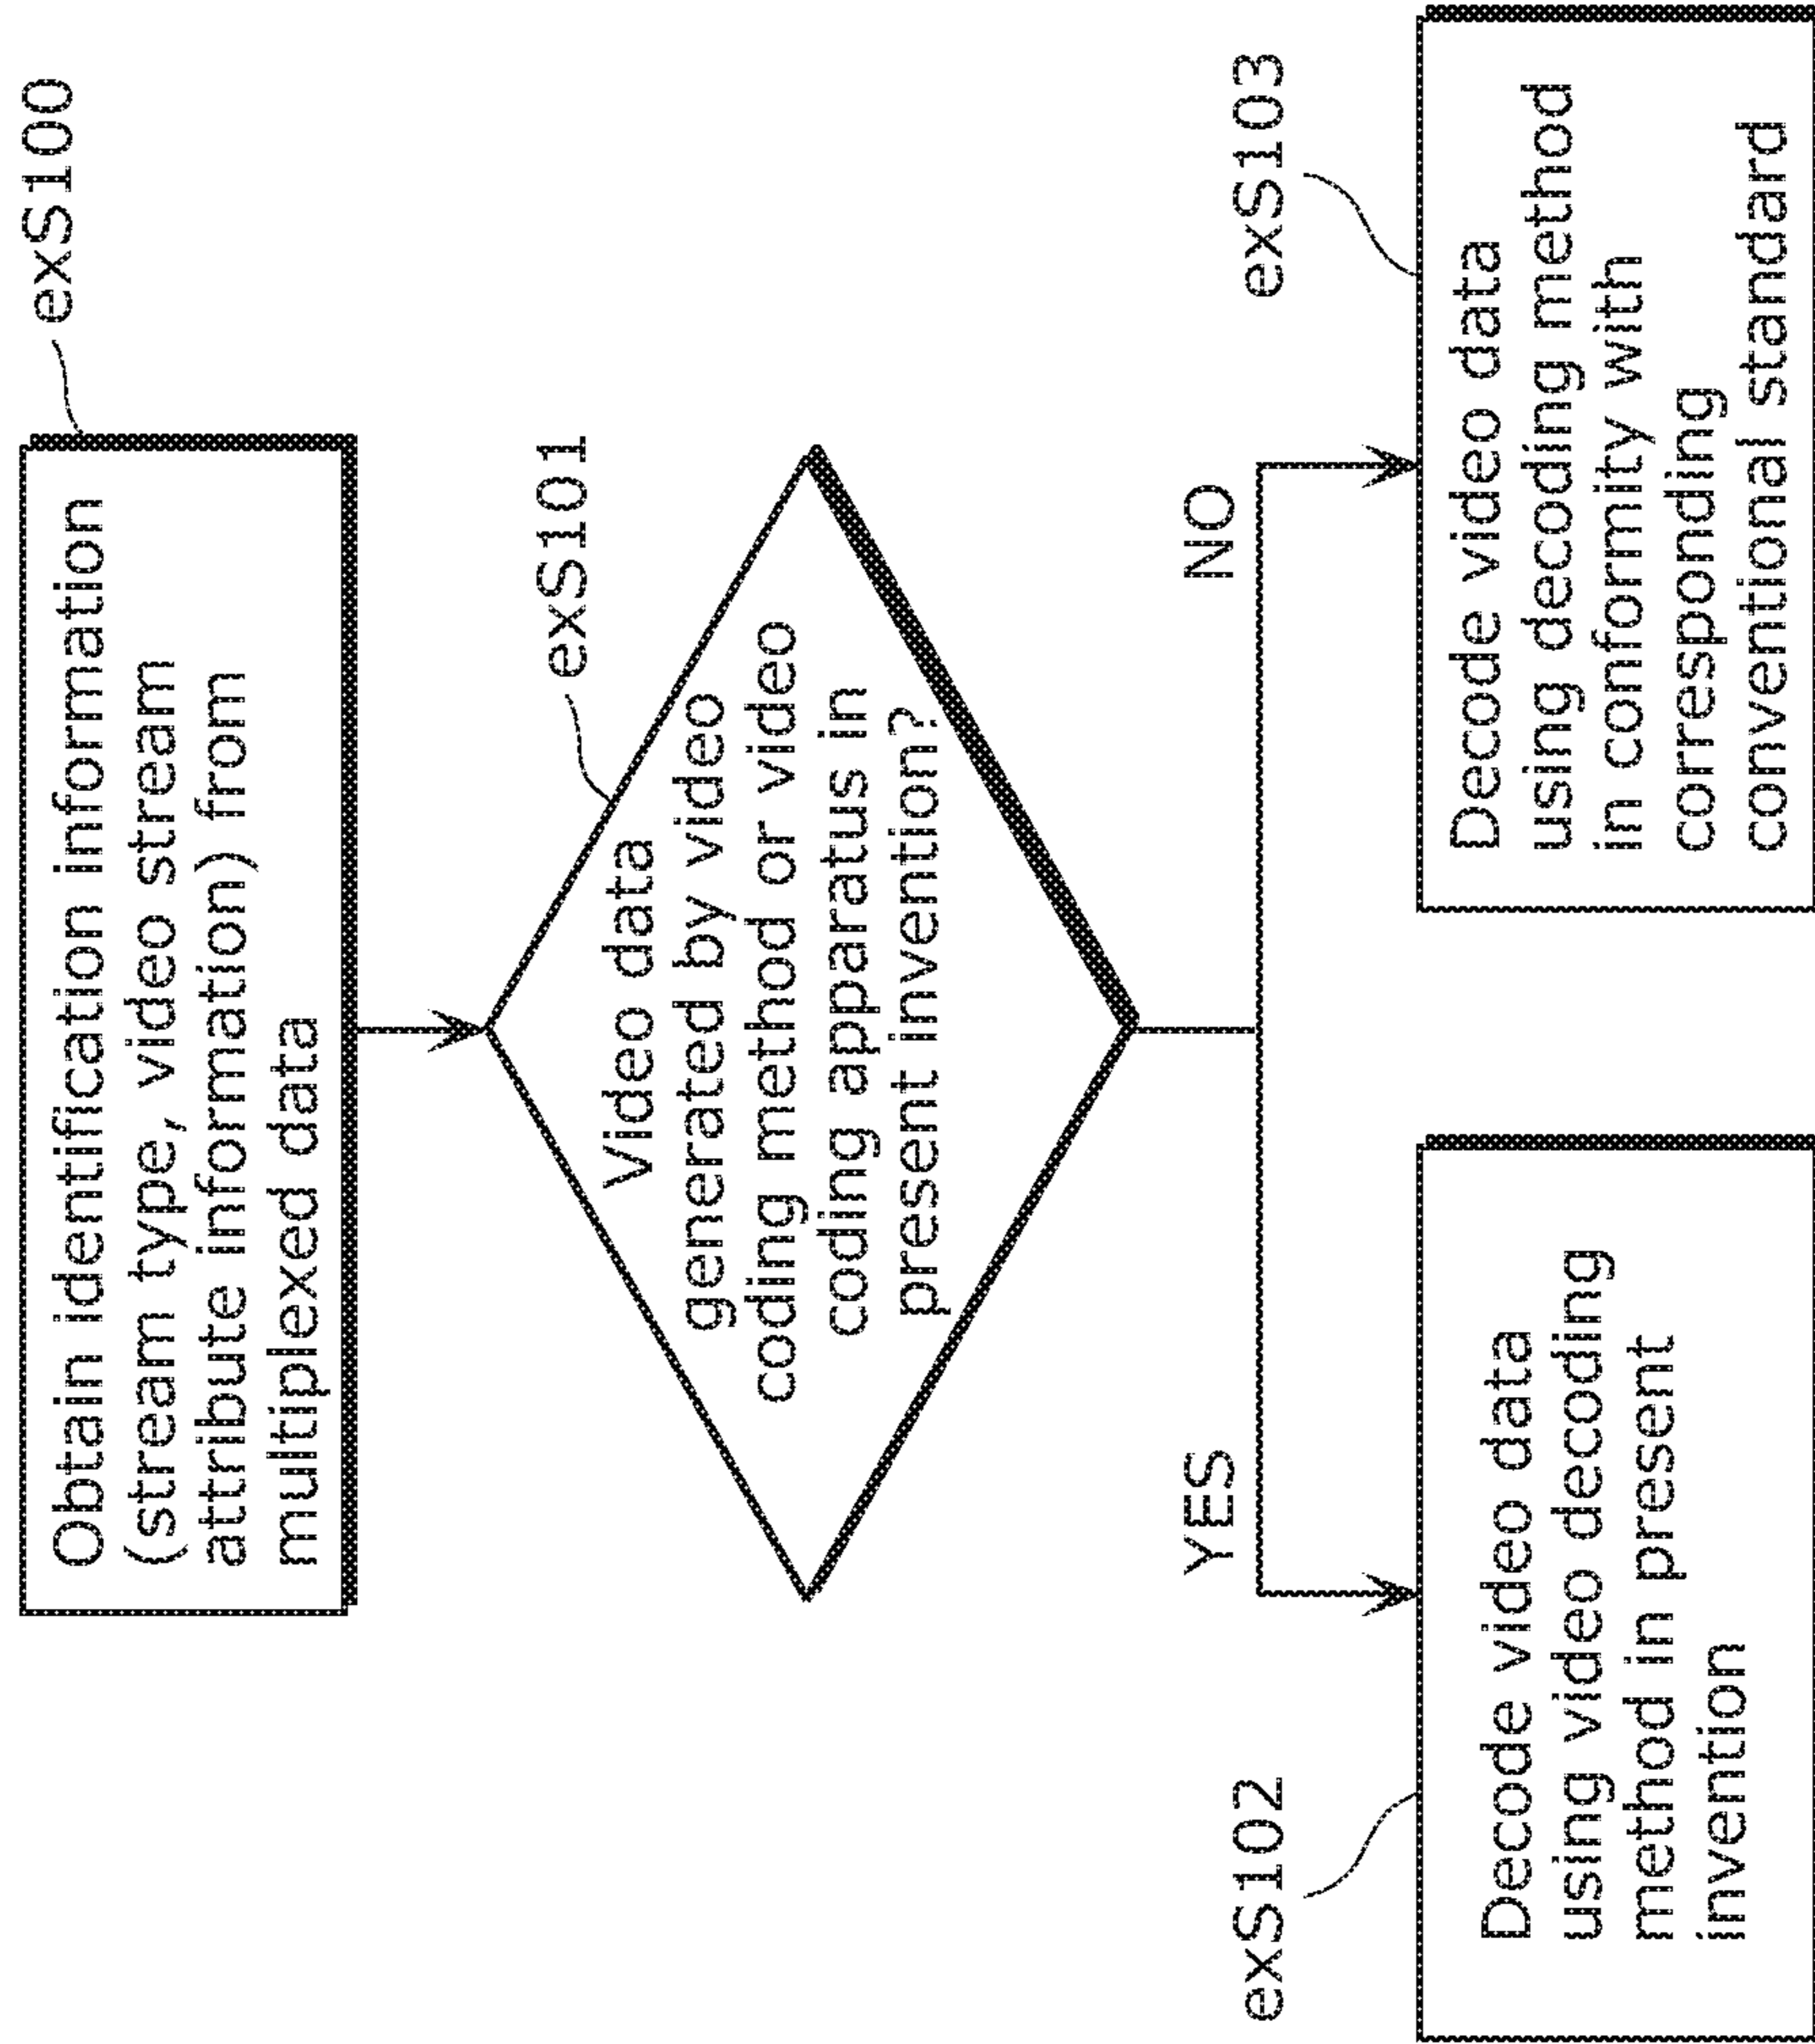 exS100
Obtain identification information
(stream type, video stream
attribute information) from
multiplexed data
exS101
Video data
generated by video
coding method or video
coding apparatus in
present invention?
YES
NO
exS102
Decode video data
using video decoding
method in present
invention
exS103
Decode video data
using decoding method
in conformity with
corresponding
conventional standard